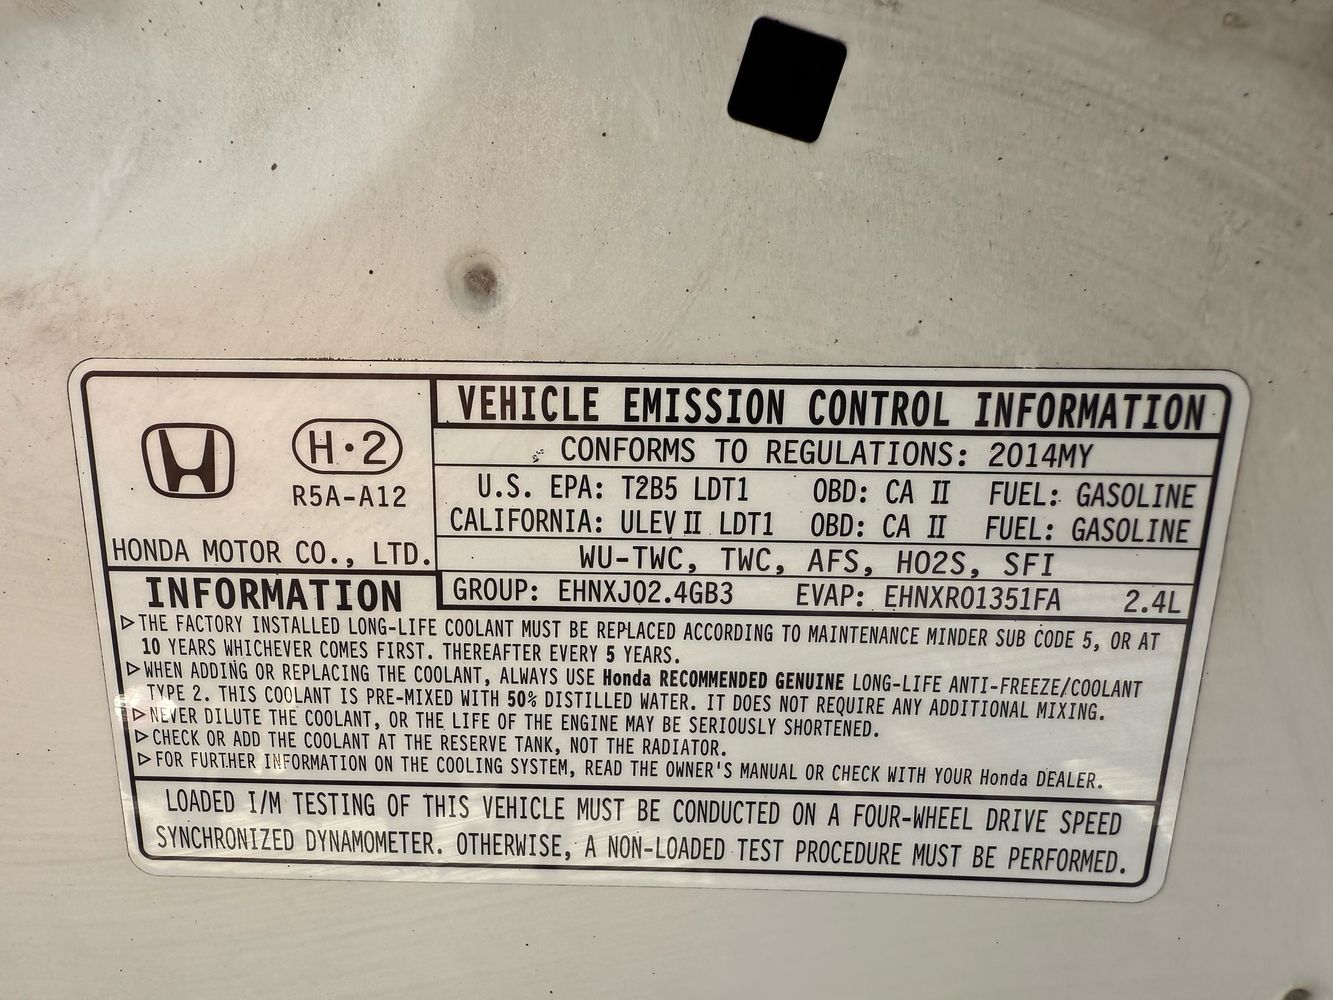 VEHICLE EMISSION CONTROL INFORMATION
H·2
R5A-A12
HONDA MOTOR CO., LTD.
CONFORMS TO REGULATIONS: 2014MY
U.S. EPA: T2B5 LDT1 OBD: CA II FUEL: GASOLINE
CALIFORNIA: ULEV II LDT1 OBD: CA II FUEL: GASOLINE
WU-TWC, TWC, AFS, HO2S, SFI
GROUP: EHNXJ02.4GB3 EVAP: EHNXR01351FA 2.4L
INFORMATION
▷THE FACTORY INSTALLED LONG-LIFE COOLANT MUST BE REPLACED ACCORDING TO MAINTENANCE MINDER SUB CODE 5, OR AT
10 YEARS WHICHEVER COMES FIRST. THEREAFTER EVERY 5 YEARS.
▷WHEN ADDING OR REPLACING THE COOLANT, ALWAYS USE Honda RECOMMENDED GENUINE LONG-LIFE ANTI-FREEZE/COOLANT
TYPE 2. THIS COOLANT IS PRE-MIXED WITH 50% DISTILLED WATER. IT DOES NOT REQUIRE ANY ADDITIONAL MIXING.
▷NEVER DILUTE THE COOLANT, OR THE LIFE OF THE ENGINE MAY BE SERIOUSLY SHORTENED.
▷CHECK OR ADD THE COOLANT AT THE RESERVE TANK, NOT THE RADIATOR.
▷FOR FURTHER INFORMATION ON THE COOLING SYSTEM, READ THE OWNER'S MANUAL OR CHECK WITH YOUR Honda DEALER.
LOADED I/M TESTING OF THIS VEHICLE MUST BE CONDUCTED ON A FOUR-WHEEL DRIVE SPEED
SYNCHRONIZED DYNAMOMETER. OTHERWISE, A NON-LOADED TEST PROCEDURE MUST BE PERFORMED.